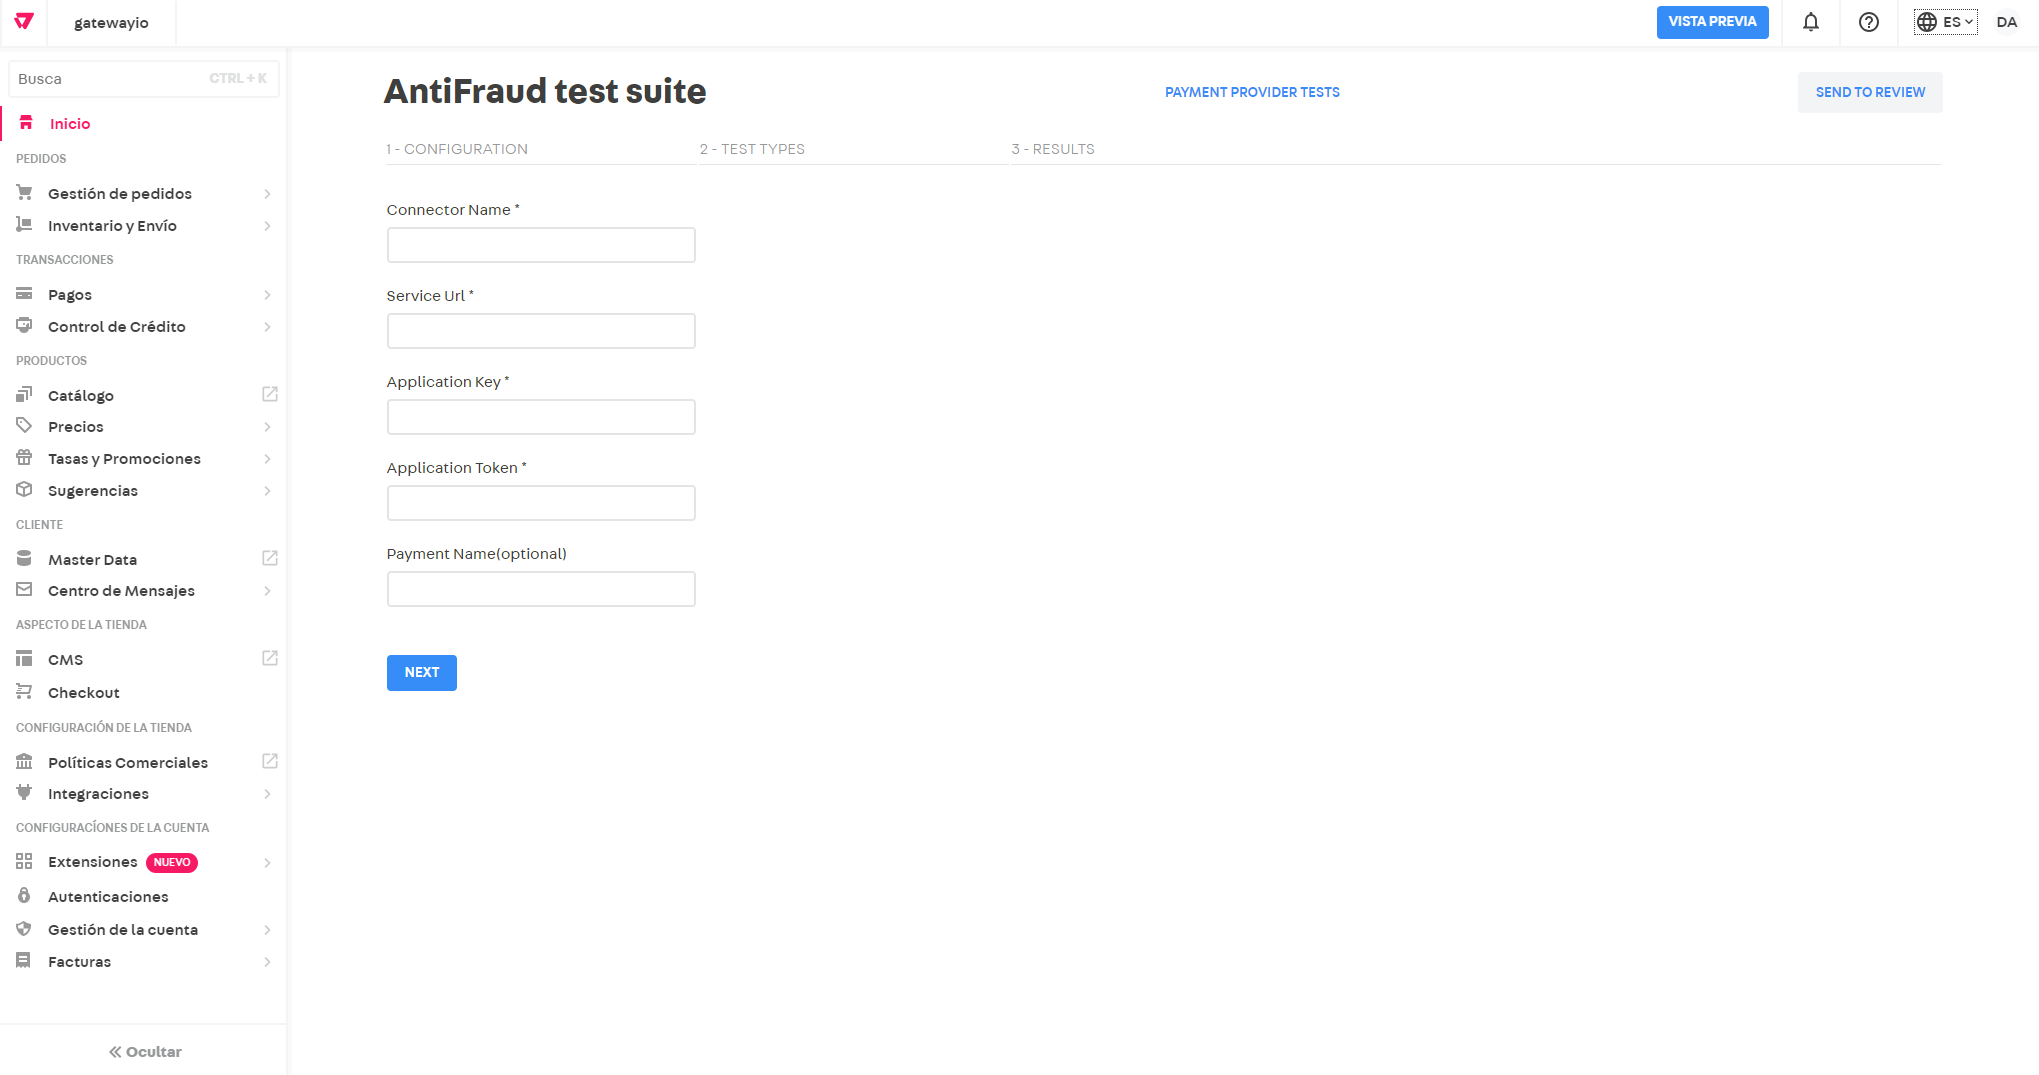 gatewayio
VISTA PREVIA
ES
DA
Busca
CTRL + K
Inicio
PEDIDOS
Gestión de pedidos
Inventario y Envío
TRANSACCIONES
Pagos
Control de Crédito
PRODUCTOS
Catálogo
Precios
Tasas y Promociones
Sugerencias
CLIENTE
Master Data
Centro de Mensajes
ASPECTO DE LA TIENDA
CMS
Checkout
CONFIGURACIÓN DE LA TIENDA
Políticas Comerciales
Integraciones
CONFIGURACÍONES DE LA CUENTA
Extensiones NUEVO
Autenticaciones
Gestión de la cuenta
Facturas
Ocultar
AntiFraud test suite
PAYMENT PROVIDER TESTS
SEND TO REVIEW
1 - CONFIGURATION
2 - TEST TYPES
3 - RESULTS
Connector Name *
Service Url *
Application Key *
Application Token *
Payment Name(optional)
NEXT